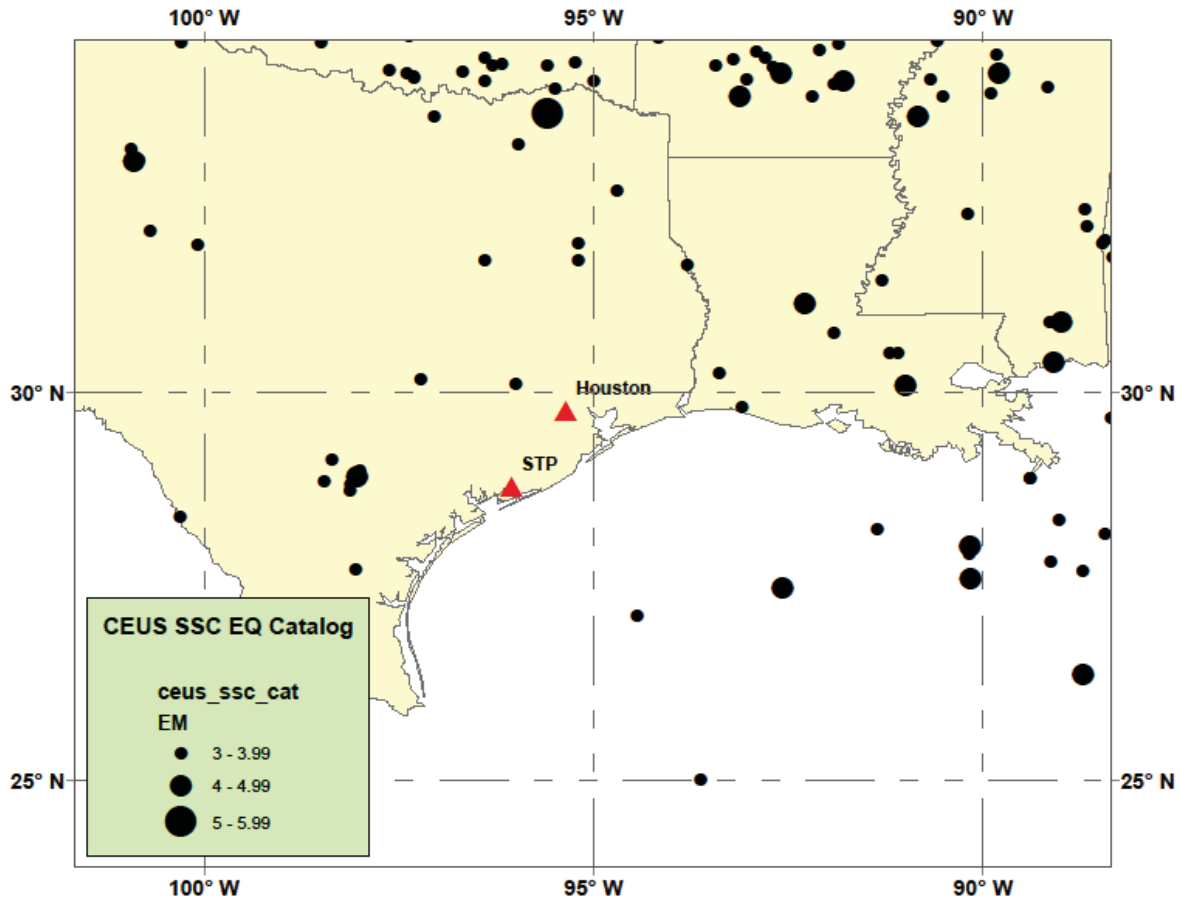 100° W 95° W 90° W
Houston
30° N 30° N
STP
CEUS SSC EQ Catalog
ceus_ssc_cat
EM
3 - 3.99
25° N 25° N
4 - 4.99
5 - 5.99
100° W 95° W 90° W